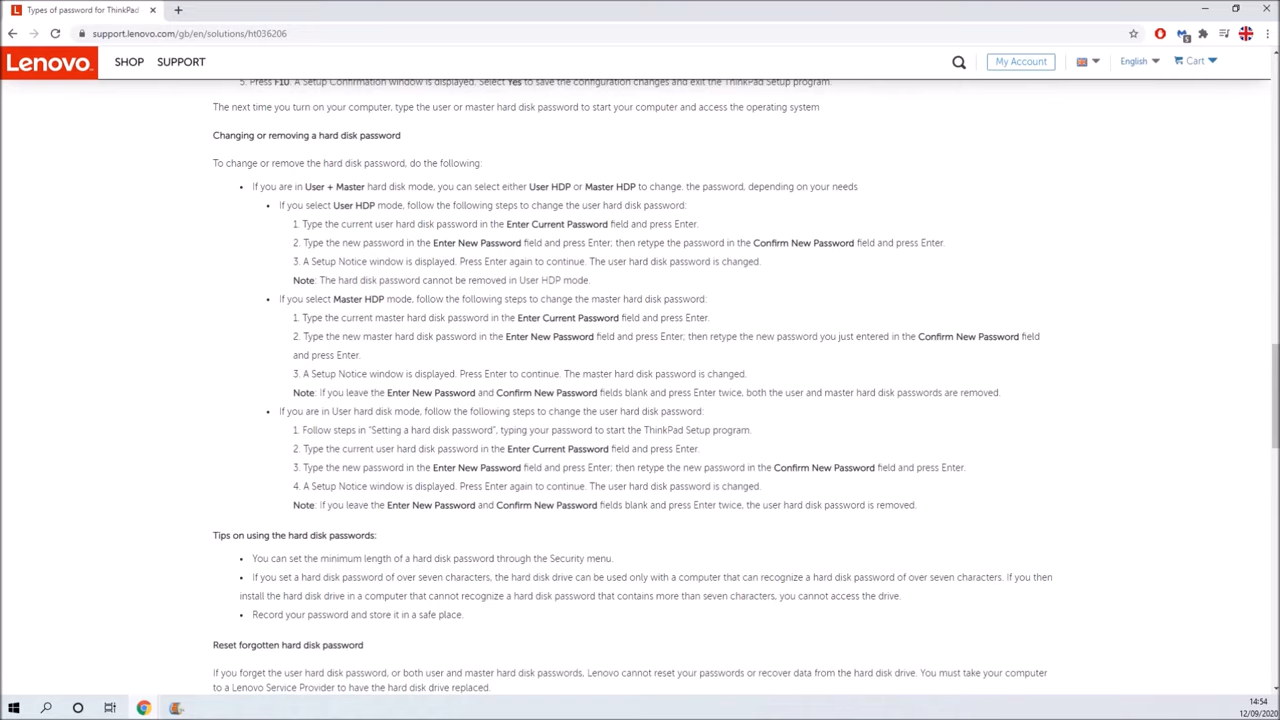 Types of password for ThinkPad
support.lenovo.com/gb/en/solutions/ht036206
Lenovo
SHOP
SUPPORT
My Account
English
Cart
5. Press F10. A Setup Confirmation window is displayed. Select Yes to save the configuration changes and exit the ThinkPad Setup program.
The next time you turn on your computer, type the user or master hard disk password to start your computer and access the operating system
Changing or removing a hard disk password
To change or remove the hard disk password, do the following:
• If you are in User + Master hard disk mode, you can select either User HDP or Master HDP to change. the password, depending on your needs
• If you select User HDP mode, follow the following steps to change the user hard disk password:
1. Type the current user hard disk password in the Enter Current Password field and press Enter.
2. Type the new password in the Enter New Password field and press Enter; then retype the password in the Confirm New Password field and press Enter.
3. A Setup Notice window is displayed. Press Enter again to continue. The user hard disk password is changed.
Note: The hard disk password cannot be removed in User HDP mode.
• If you select Master HDP mode, follow the following steps to change the master hard disk password:
1. Type the current master hard disk password in the Enter Current Password field and press Enter.
2. Type the new master hard disk password in the Enter New Password field and press Enter; then retype the new password you just entered in the Confirm New Password field
and press Enter.
3. A Setup Notice window is displayed. Press Enter to continue. The master hard disk password is changed.
Note: If you leave the Enter New Password and Confirm New Password fields blank and press Enter twice, both the user and master hard disk passwords are removed.
• If you are in User hard disk mode, follow the following steps to change the user hard disk password:
1. Follow steps in "Setting a hard disk password", typing your password to start the ThinkPad Setup program.
2. Type the current user hard disk password in the Enter Current Password field and press Enter.
3. Type the new password in the Enter New Password field and press Enter; then retype the new password in the Confirm New Password field and press Enter.
4. A Setup Notice window is displayed. Press Enter again to continue. The user hard disk password is changed.
Note: If you leave the Enter New Password and Confirm New Password fields blank and press Enter twice, the user hard disk password is removed.
Tips on using the hard disk passwords:
• You can set the minimum length of a hard disk password through the Security menu.
• If you set a hard disk password of over seven characters, the hard disk drive can be used only with a computer that can recognize a hard disk password of over seven characters. If you then
install the hard disk drive in a computer that cannot recognize a hard disk password that contains more than seven characters, you cannot access the drive.
• Record your password and store it in a safe place.
Reset forgotten hard disk password
If you forget the user hard disk password, or both user and master hard disk passwords, Lenovo cannot reset your passwords or recover data from the hard disk drive. You must take your computer
to a Lenovo Service Provider to have the hard disk drive replaced.
14:54
12/09/2020